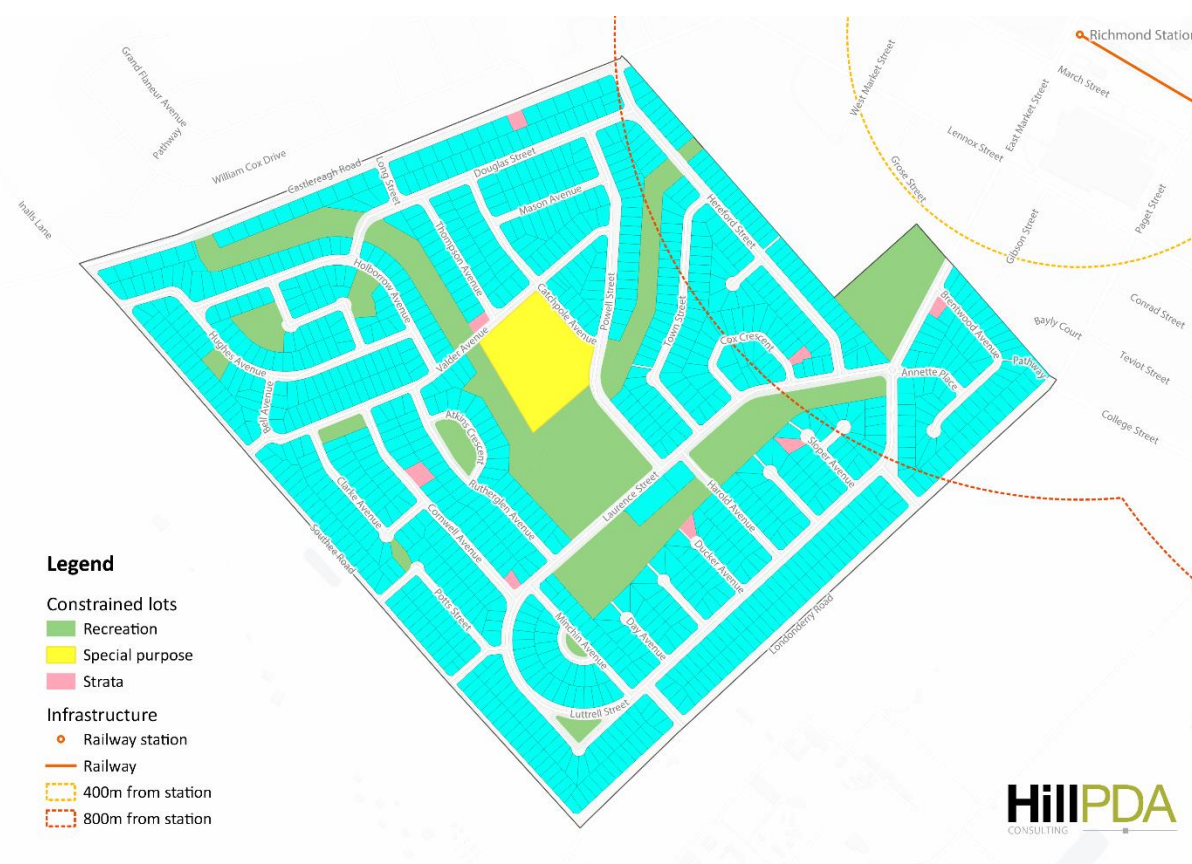 Richmond Station
Grand Flaneur Avenue
Pathway
West Market Street
March Street
East Market Street
Lennox Street
William Cox Drive
Castlereagh Road
Long Street
Douglas Street
Grose Street
Paget Street
Inalls Lane
Mason Avenue
Hereford Street
Gibson Street
Thompson Avenue
Holborrow Avenue
Catchpole Avenue
Powell Street
Town Street
Brentwood Avenue
Conrad Street
Bayly Court
Hughes Avenue
Valder Avenue
Cox Crescent
Pathway
Teviot Street
Annette Place
Bell Avenue
Atkins Crescent
College Street
Sloper Avenue
Clarke Avenue
Rutherglen Avenue
Laurence Street
Harold Avenue
Cornwell Avenue
Southee Road
Ducker Avenue
Potts Street
Minchin Avenue
Day Avenue
Londonderry Road
Luttrell Street
Legend
Constrained lots
Recreation
Special purpose
Strata
Infrastructure
Railway station
Railway
400m from station
800m from station
HillPDA
CONSULTING